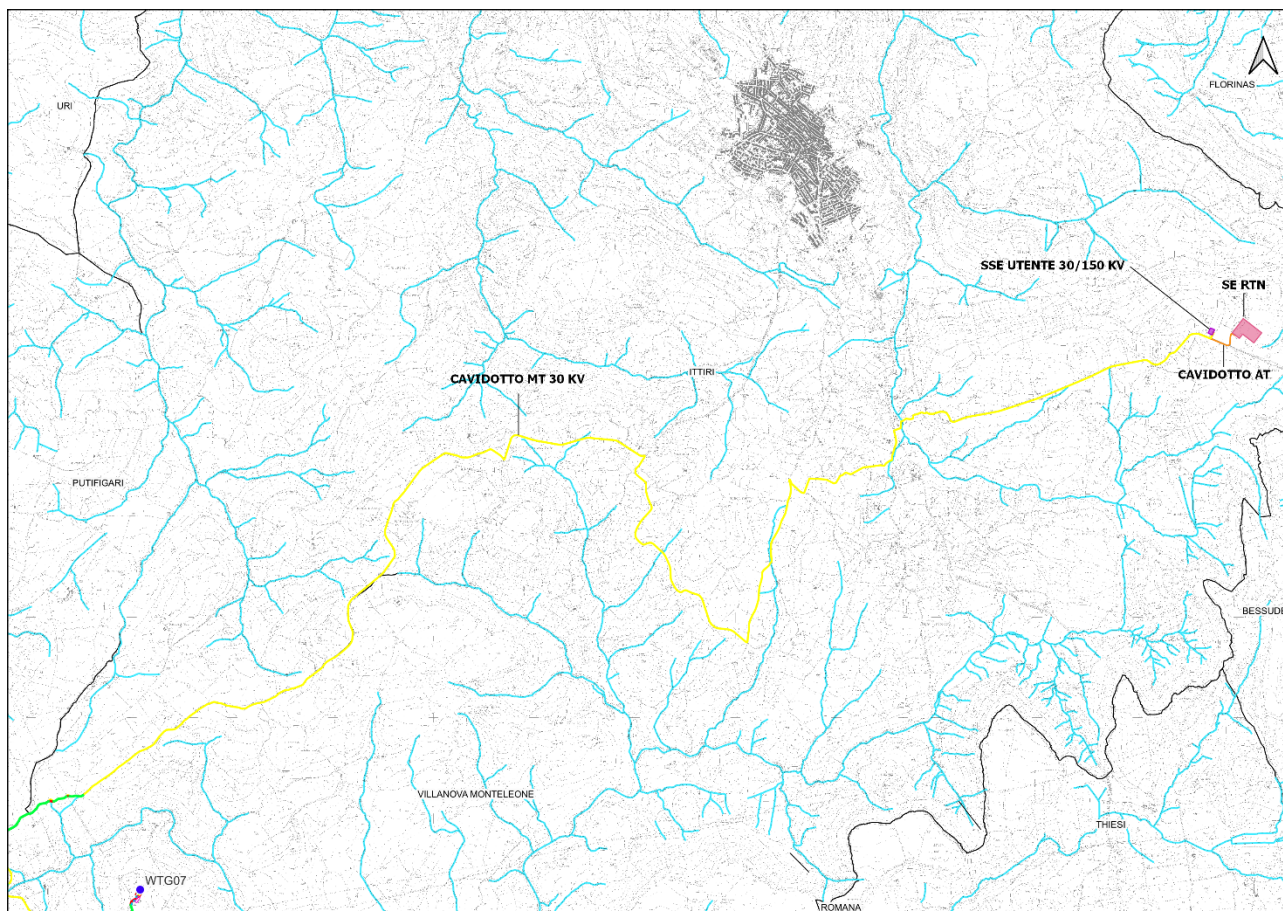 FLORINAS
URI
SSE UTENTE 30/150 KV
SE RTN
ITTIRI
CAVIDOTTO AT
CAVIDOTTO MT 30 KV
PUTIFIGARI
BESSUDE
VILLANOVA MONTELEONE
THIESI
WTG07
ROMANA